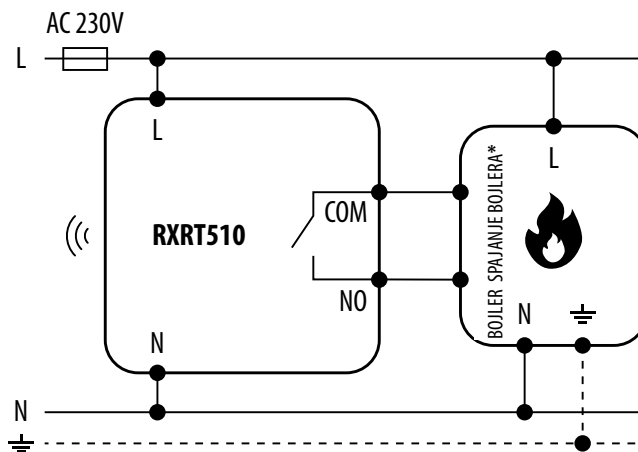 AC 230V
L
L
L
RXRT510
COM
NO
BOJLER SPAJANJE BOJLERA*
N
N
N